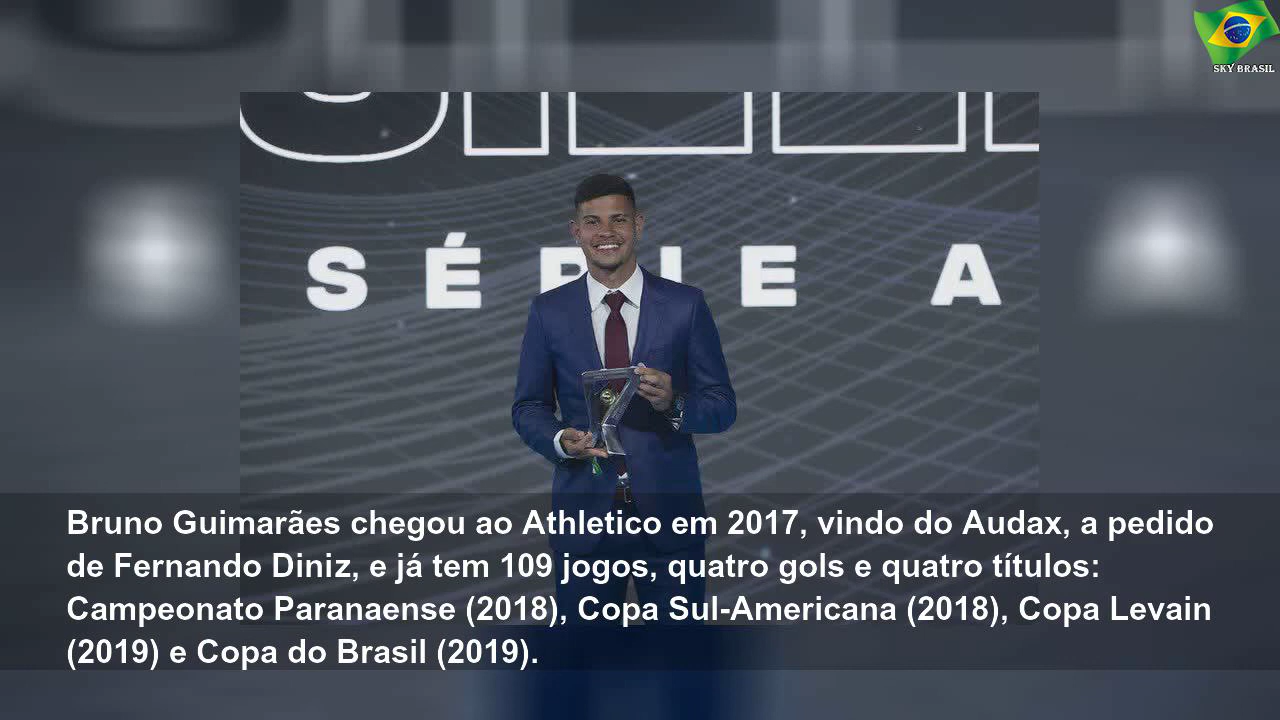 SKY BRASIL
SÉRIE A
Bruno Guimarães chegou ao Athletico em 2017, vindo do Audax, a pedido
de Fernando Diniz, e já tem 109 jogos, quatro gols e quatro títulos:
Campeonato Paranaense (2018), Copa Sul-Americana (2018), Copa Levain
(2019) e Copa do Brasil (2019).